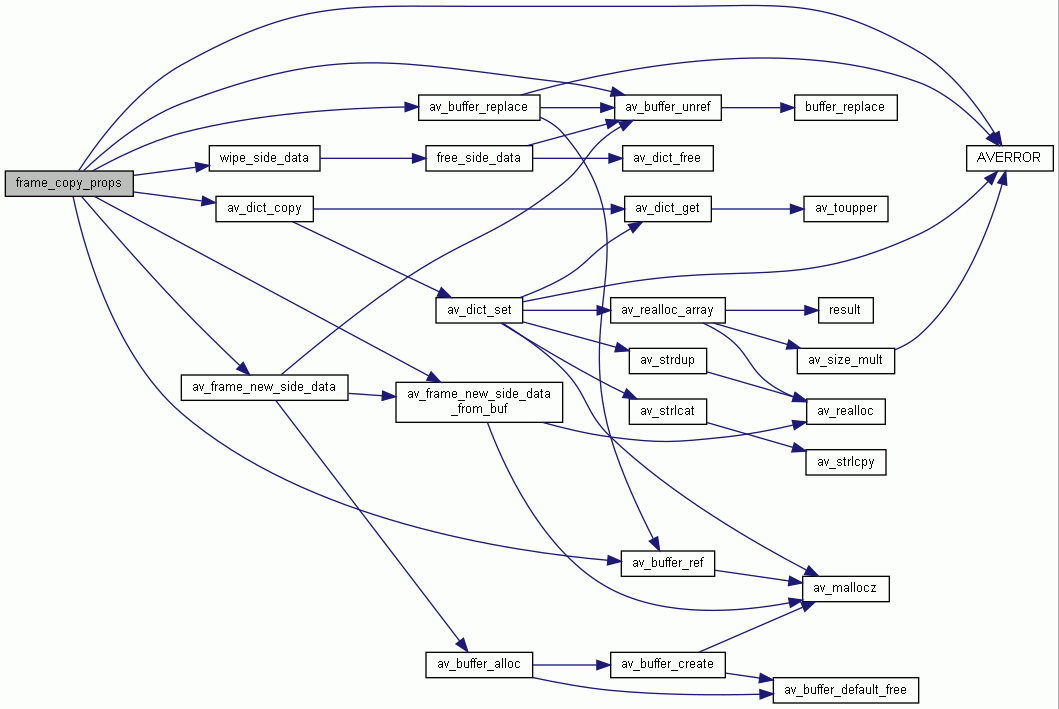 av_buffer_replace
av_buffer_unref
buffer_replace
wipe_side_data
free_side_data
av_dict_free
AVERROR
frame_copy_props
av_dict_copy
av_dict_get
av_toupper
av_dict_set
av_realloc_array
result
av_strdup
av_size_mult
av_frame_new_side_data
av_frame_new_side_data
_from_buf
av_strlcat
av_realloc
av_strlcpy
av_buffer_ref
av_mallocz
av_buffer_alloc
av_buffer_create
av_buffer_default_free